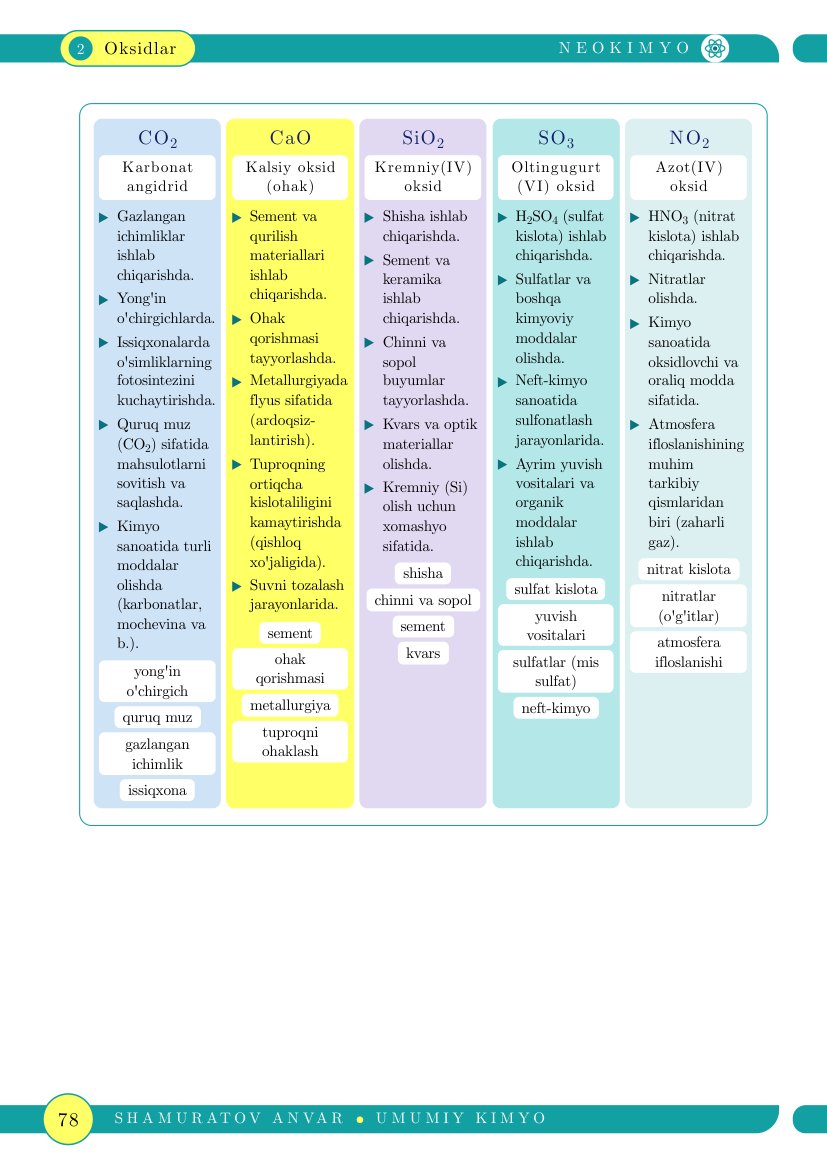 2 Oksidlar
NEOKIMYO
CO₂
Karbonat
angidrid
▶ Gazlangan
ichimliklar
ishlab
chiqarishda.
▶ Yong'in
o'chirgichlarda.
▶ Issiqxonalarda
o'simliklarning
fotosintezini
kuchaytirishda.
▶ Quruq muz
(CO₂) sifatida
mahsulotlarni
sovitish va
saqlashda.
▶ Kimyo
sanoatida turli
moddalar
olishda
(karbonatlar,
mochevina va
b.).
yong'in
o'chirgich
quruq muz
gazlangan
ichimlik
issiqxona
CaO
Kalsiy oksid
(ohak)
▶ Sement va
qurilish
materiallari
ishlab
chiqarishda.
▶ Ohak
qorishmasi
tayyorlashda.
▶ Metallurgiyada
flyus sifatida
(ardoqsiz-
lantirish).
▶ Tuproqning
ortiqcha
kislotaliligini
kamaytirishda
(qishloq
xo'jaligida).
▶ Suvni tozalash
jarayonlarida.
sement
ohak
qorishmasi
metallurgiya
tuproqni
ohaklash
SiO₂
Kremniy(IV)
oksid
▶ Shisha ishlab
chiqarishda.
▶ Sement va
keramika
ishlab
chiqarishda.
▶ Chinni va
sopol
buyumlar
tayyorlashda.
▶ Kvars va optik
materiallar
olishda.
▶ Kremniy (Si)
olish uchun
xomashyo
sifatida.
shisha
chinni va sopol
sement
kvars
SO₃
Oltingugurt
(VI) oksid
▶ H₂SO₄ (sulfat
kislota) ishlab
chiqarishda.
▶ Sulfatlar va
boshqa
kimyoviy
moddalar
olishda.
▶ Neft-kimyo
sanoatida
sulfonatlash
jarayonlarida.
▶ Ayrim yuvish
vositalari va
organik
moddalar
ishlab
chiqarishda.
sulfat kislota
yuvish
vositalari
sulfatlar (mis
sulfat)
neft-kimyo
NO₂
Azot(IV)
oksid
▶ HNO₃ (nitrat
kislota) ishlab
chiqarishda.
▶ Nitratlar
olishda.
▶ Kimyo
sanoatida
oksidlovchi va
oraliq modda
sifatida.
▶ Atmosfera
ifloslanishining
muhim
tarkibiy
qismlaridan
biri (zaharli
gaz).
nitrat kislota
nitratlar
(o'g'itlar)
atmosfera
ifloslanishi
78
SHAMURATOV ANVAR • UMUMIY KIMYO